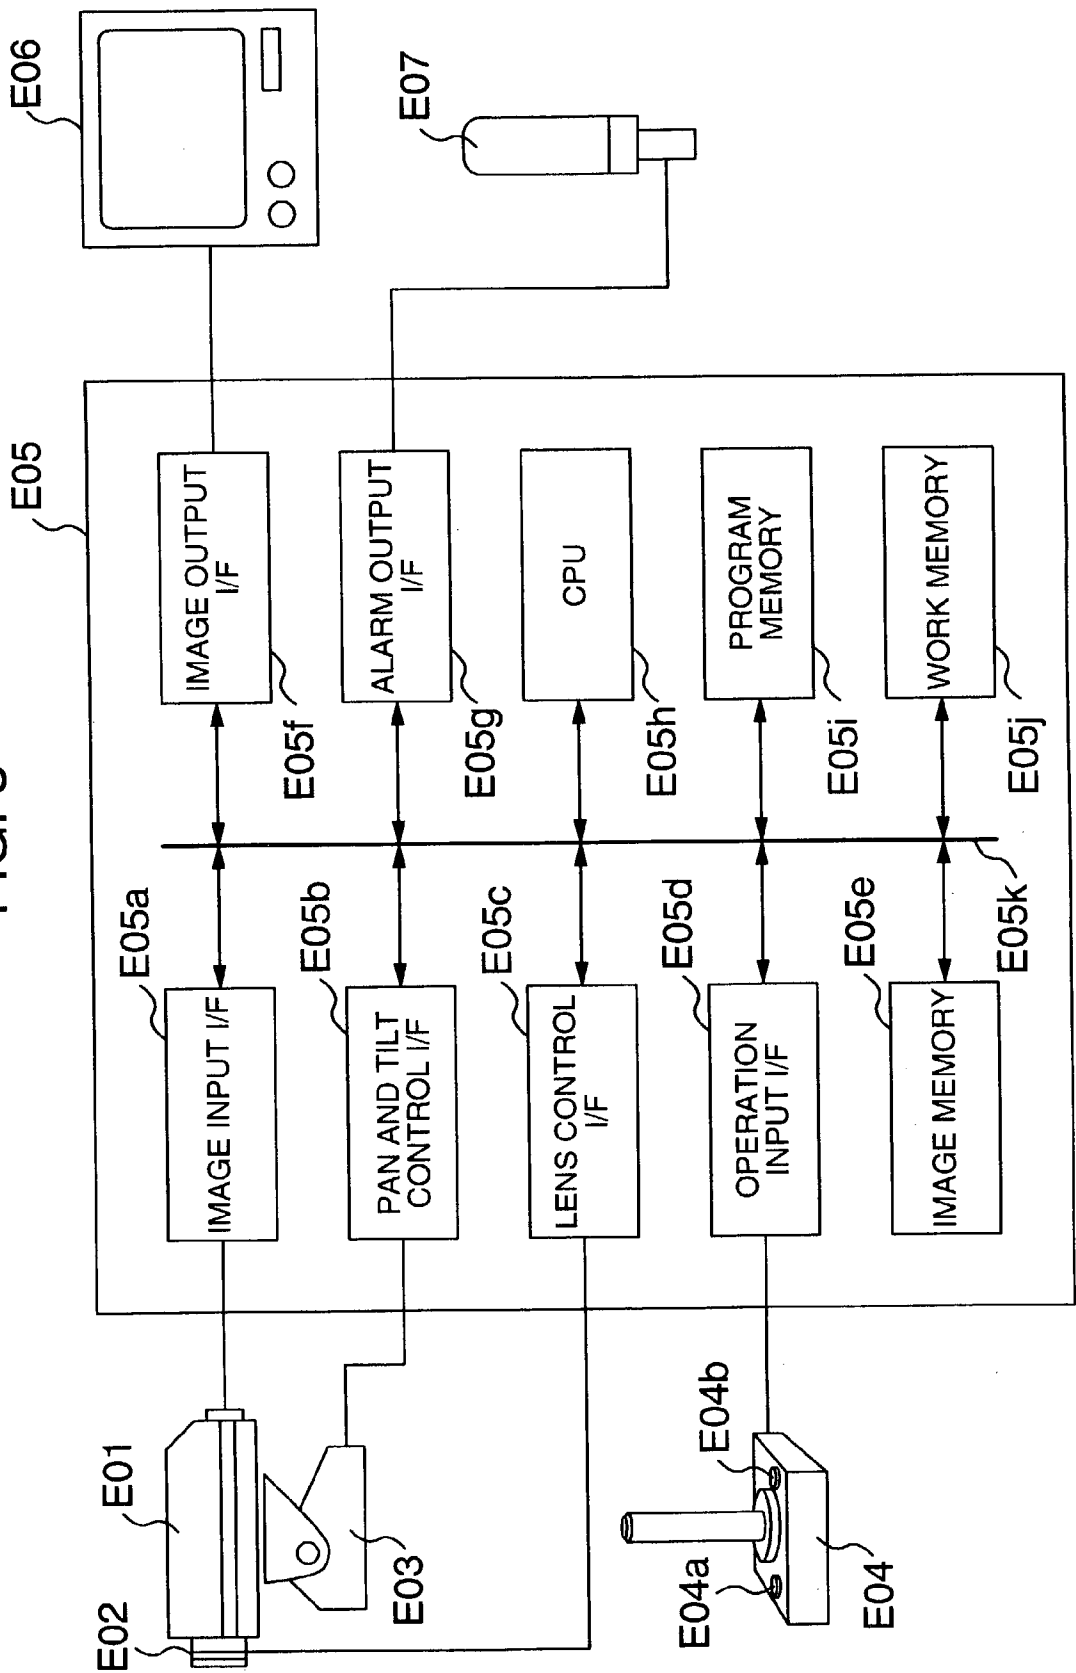 E02
E01
E03
E04a
E04b
E04
E05
E05a
IMAGE INPUT I/F
E05b
PAN AND TILT
CONTROL I/F
E05c
LENS CONTROL
I/F
E05d
OPERATION
INPUT I/F
E05e
IMAGE MEMORY
E05k
IMAGE OUTPUT
I/F
E05f
ALARM OUTPUT
I/F
E05g
CPU
E05h
PROGRAM
MEMORY
E05i
WORK MEMORY
E05j
E06
E07